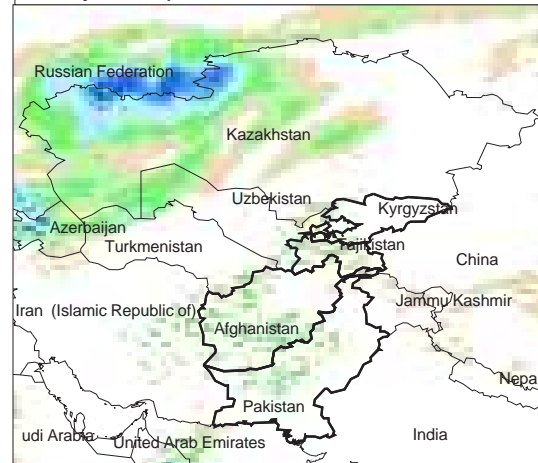 Russian Federation
Kazakhstan
Uzbekistan
Kyrgyzstan
Azerbaijan
Turkmenistan
Tajikistan
China
Iran (Islamic Republic of)
Jammu/Kashmir
Afghanistan
Nepa
Pakistan
udi Arabia
United Arab Emirates
India